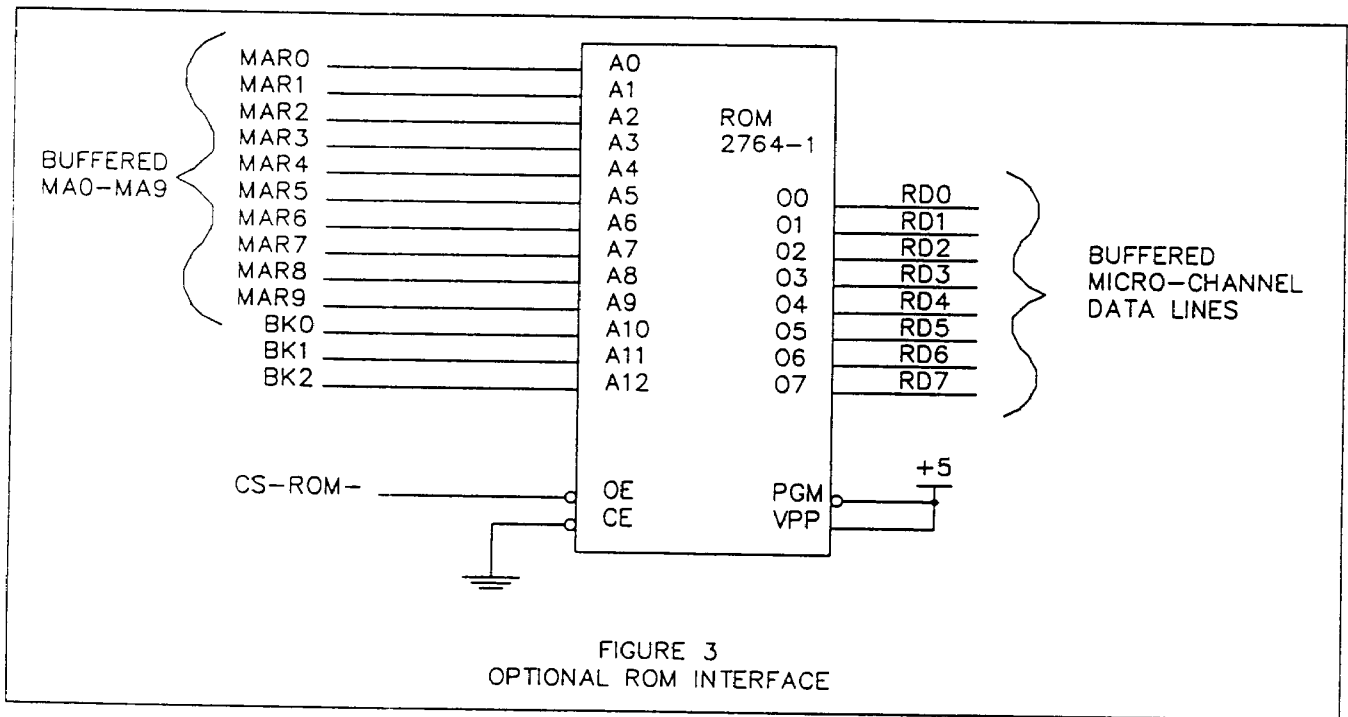 BUFFERED
MA0-MA9
MAR0
MAR1
MAR2
MAR3
MAR4
MAR5
MAR6
MAR7
MAR8
MAR9
BK0
BK1
BK2
A0
A1
A2
A3
A4
A5
A6
A7
A8
A9
A10
A11
A12
ROM
2764-1
O0
O1
O2
O3
O4
O5
O6
O7
RD0
RD1
RD2
RD3
RD4
RD5
RD6
RD7
BUFFERED
MICRO-CHANNEL
DATA LINES
CS-ROM-
OE
CE
PGM
VPP
+5
FIGURE 3
OPTIONAL ROM INTERFACE